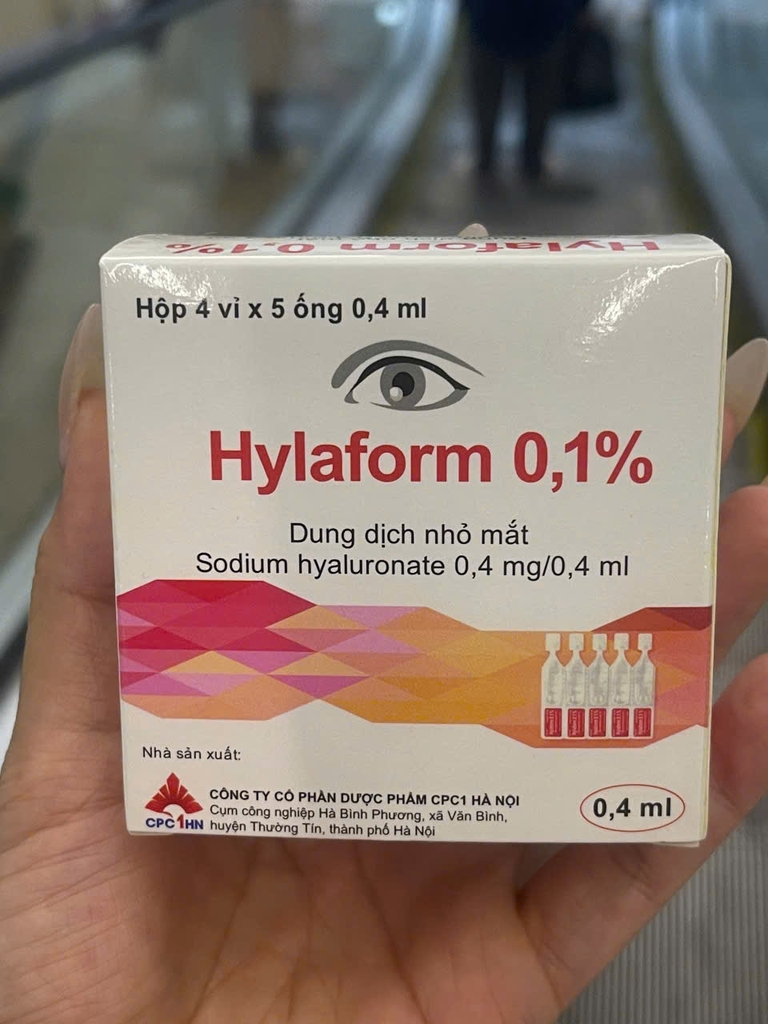 Hylaform 0,1%
Hộp 4 vỉ x 5 ống 0,4 ml
Hylaform 0,1%
Dung dịch nhỏ mắt
Sodium hyaluronate 0,4 mg/0,4 ml
Nhà sản xuất:
CPC1HN
CÔNG TY CỔ PHẦN DƯỢC PHẨM CPC1 HÀ NỘI
Cụm công nghiệp Hà Bình Phương, xã Văn Bình,
huyện Thường Tín, thành phố Hà Nội
0,4 ml